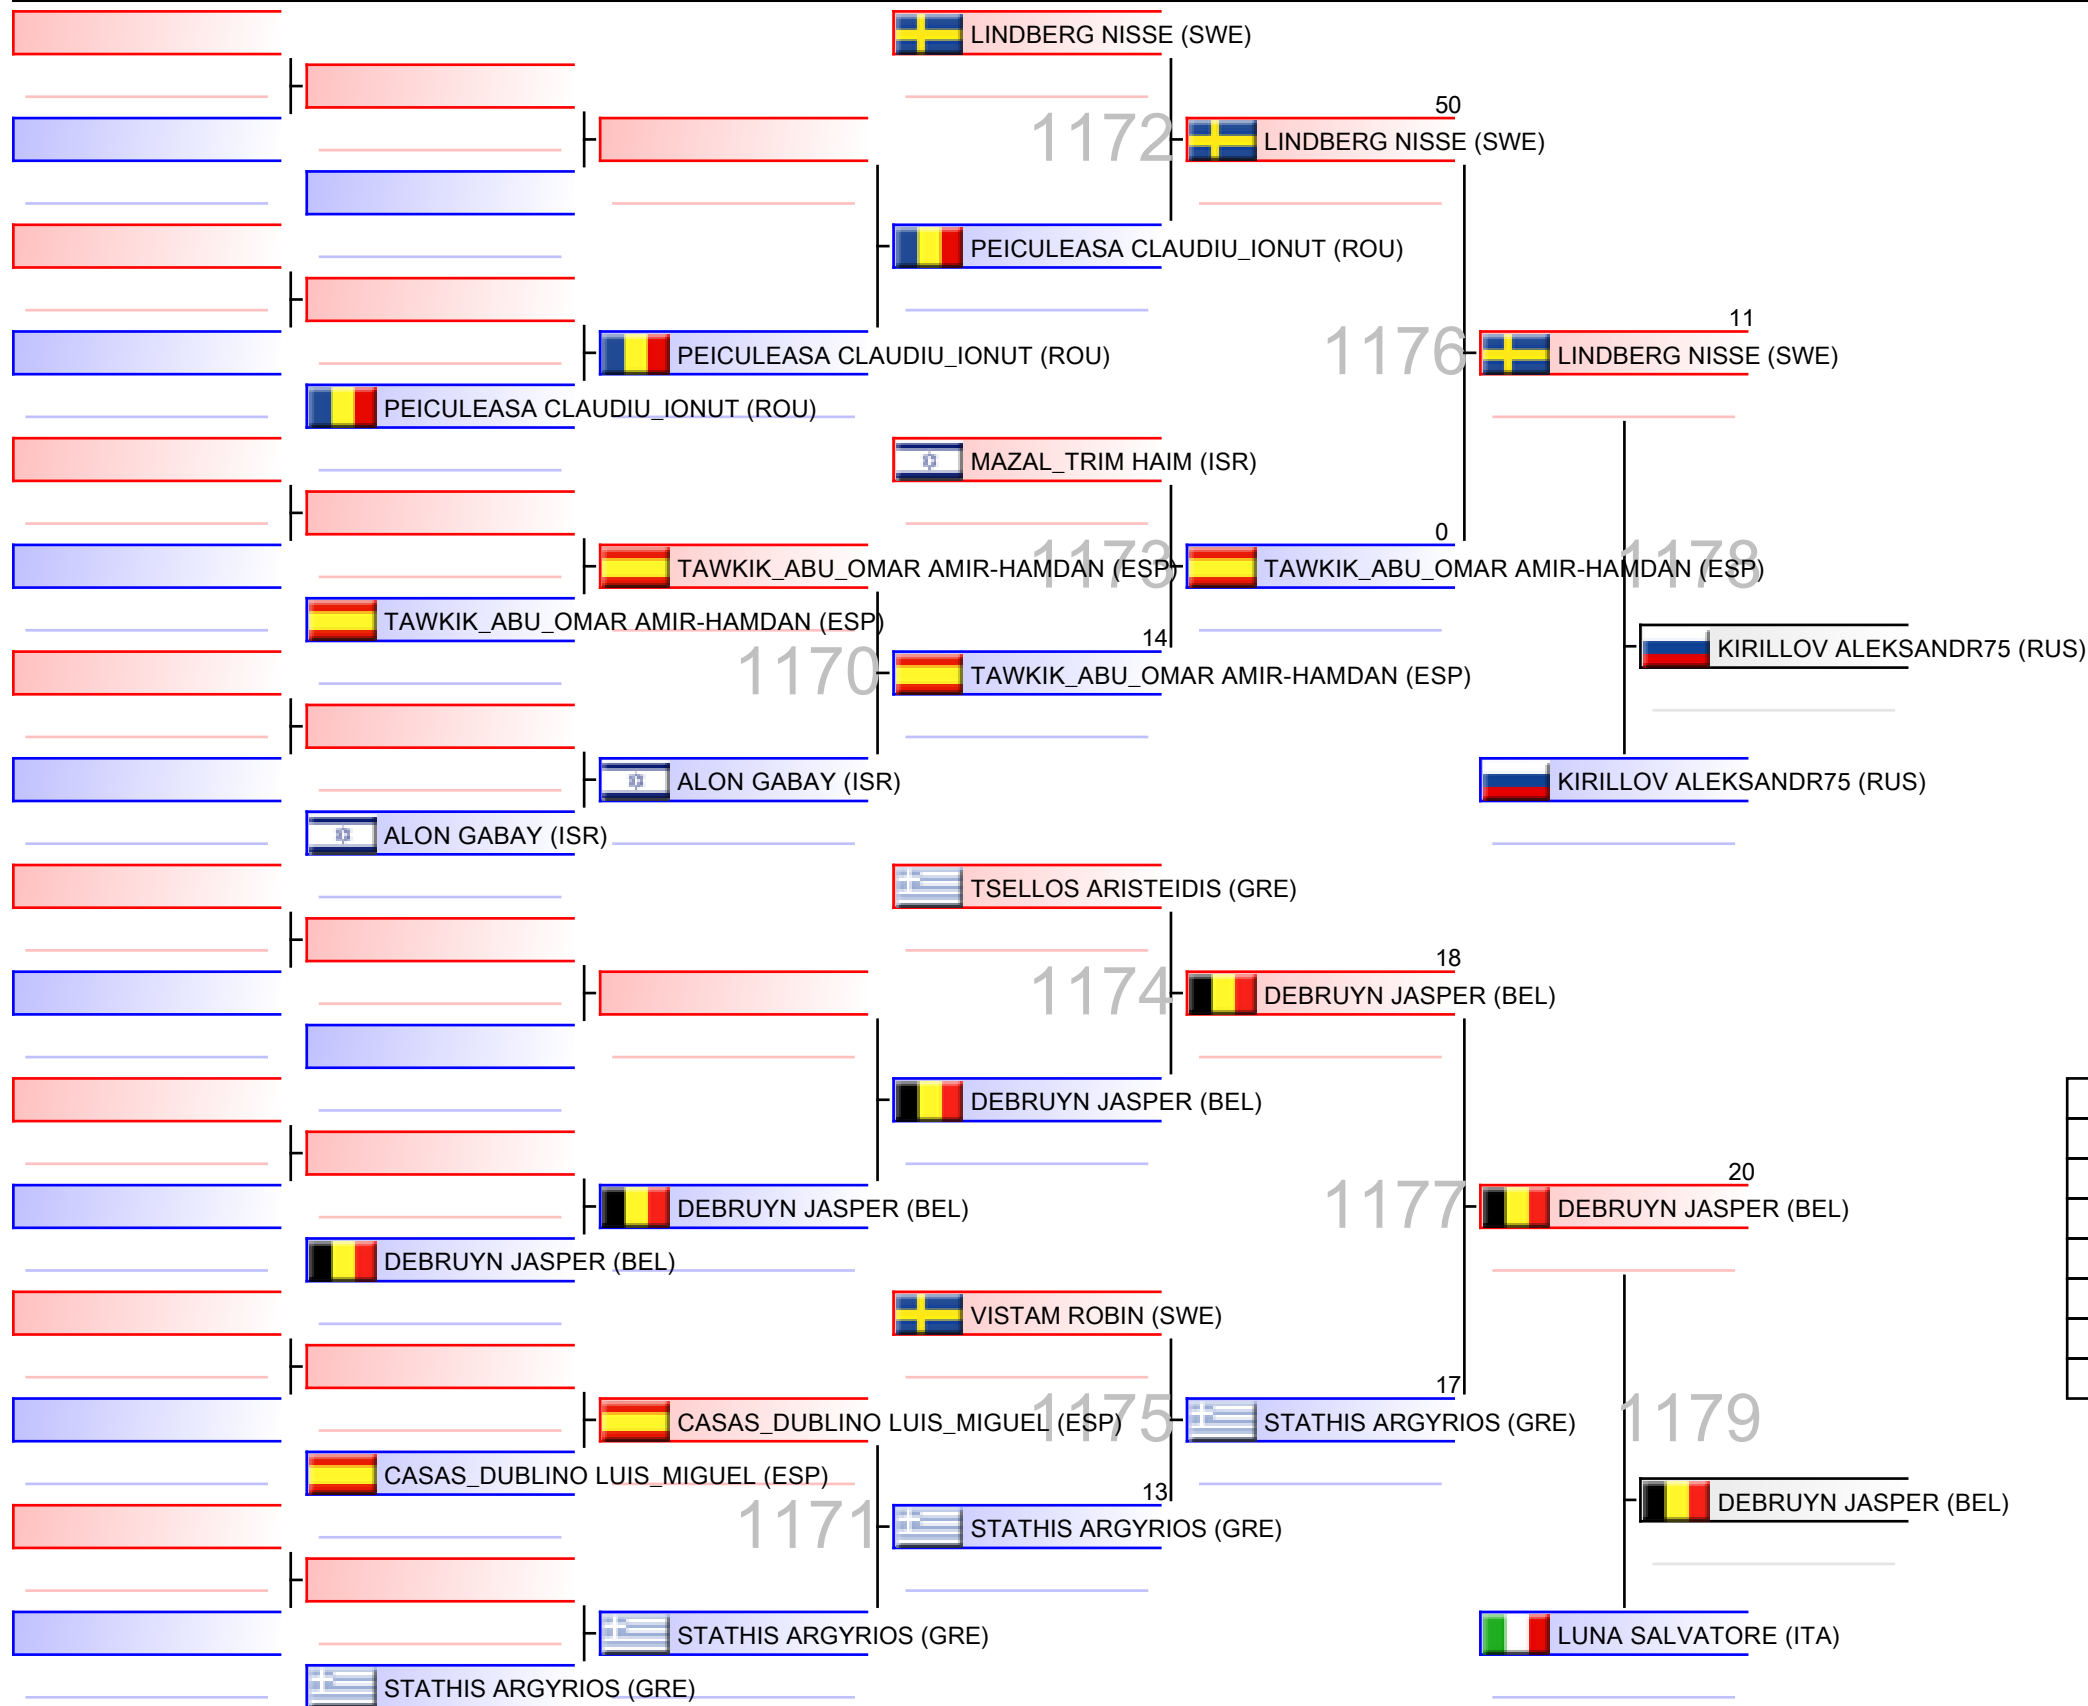 LINDBERG NISSE (SWE)
50
1172
LINDBERG NISSE (SWE)
PEICULEASA CLAUDIU_IONUT (ROU)
11
1176
PEICULEASA CLAUDIU_IONUT (ROU)
LINDBERG NISSE (SWE)
PEICULEASA CLAUDIU_IONUT (ROU)
MAZAL_TRIM HAIM (ISR)
0
1173
1178
TAWKIK_ABU_OMAR AMIR-HAMDAN (ESP)
TAWKIK_ABU_OMAR AMIR-HAMDAN (ESP)
TAWKIK_ABU_OMAR AMIR-HAMDAN (ESP)
14
KIRILLOV ALEKSANDR75 (RUS)
1170
TAWKIK_ABU_OMAR AMIR-HAMDAN (ESP)
ALON GABAY (ISR)
KIRILLOV ALEKSANDR75 (RUS)
ALON GABAY (ISR)
TSELLOS ARISTEIDIS (GRE)
18
1174
DEBRUYN JASPER (BEL)
DEBRUYN JASPER (BEL)
20
1177
DEBRUYN JASPER (BEL)
DEBRUYN JASPER (BEL)
DEBRUYN JASPER (BEL)
VISTAM ROBIN (SWE)
17
1175
1179
CASAS_DUBLINO LUIS_MIGUEL (ESP)
STATHIS ARGYRIOS (GRE)
CASAS_DUBLINO LUIS_MIGUEL (ESP)
13
DEBRUYN JASPER (BEL)
1171
STATHIS ARGYRIOS (GRE)
STATHIS ARGYRIOS (GRE)
LUNA SALVATORE (ITA)
STATHIS ARGYRIOS (GRE)